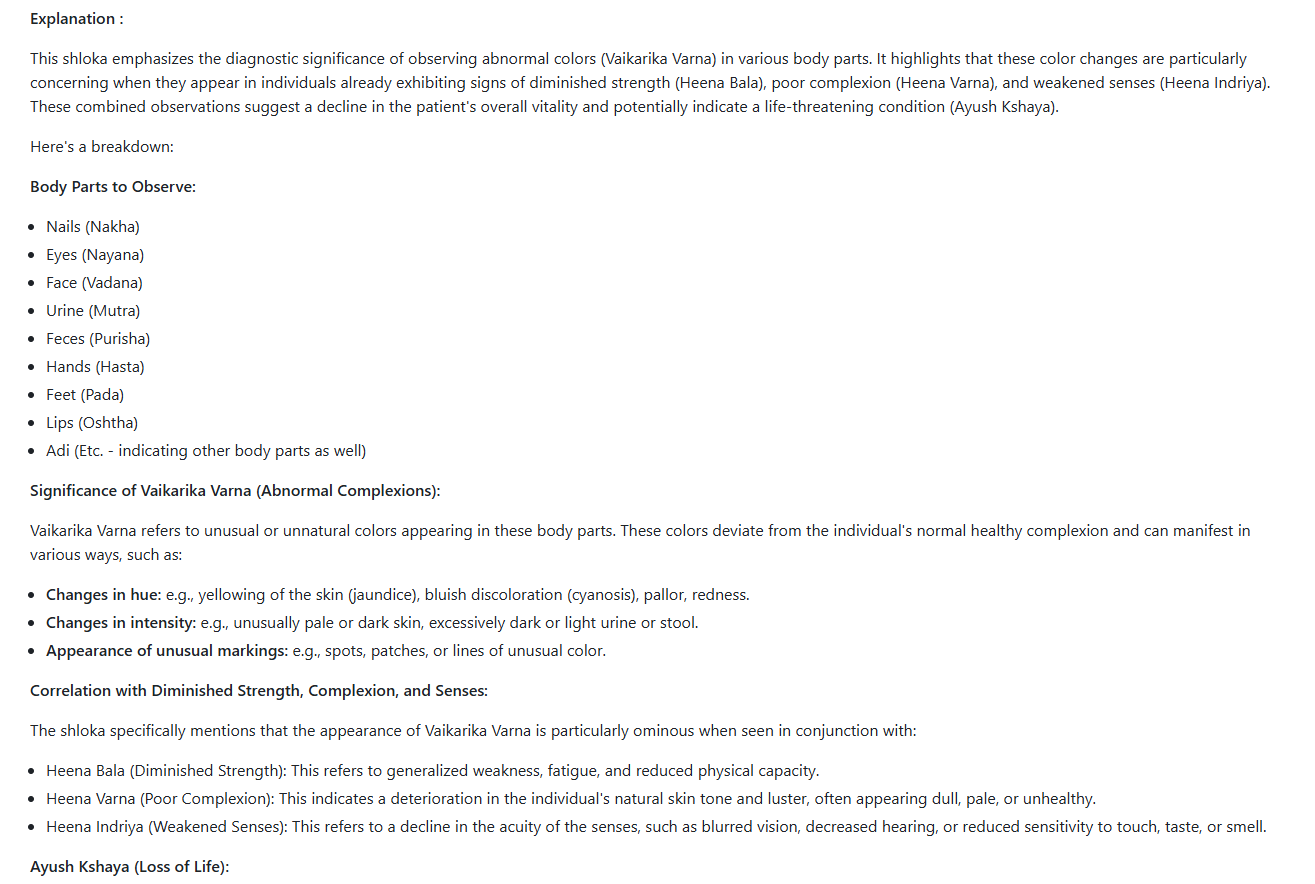 Explanation :
This shloka emphasizes the diagnostic significance of observing abnormal colors (Vaikarika Varna) in various body parts. It highlights that these color changes are particularly
concerning when they appear in individuals already exhibiting signs of diminished strength (Heena Bala), poor complexion (Heena Varna), and weakened senses (Heena Indriya).
These combined observations suggest a decline in the patient's overall vitality and potentially indicate a life-threatening condition (Ayush Kshaya).
Here's a breakdown:
Body Parts to Observe:
• Nails (Nakha)
• Eyes (Nayana)
• Face (Vadana)
• Urine (Mutra)
• Feces (Purisha)
• Hands (Hasta)
• Feet (Pada)
• Lips (Oshtha)
• Adi (Etc. - indicating other body parts as well)
Significance of Vaikarika Varna (Abnormal Complexions):
Vaikarika Varna refers to unusual or unnatural colors appearing in these body parts. These colors deviate from the individual's normal healthy complexion and can manifest in
various ways, such as:
• Changes in hue: e.g., yellowing of the skin (jaundice), bluish discoloration (cyanosis), pallor, redness.
• Changes in intensity: e.g., unusually pale or dark skin, excessively dark or light urine or stool.
• Appearance of unusual markings: e.g., spots, patches, or lines of unusual color.
Correlation with Diminished Strength, Complexion, and Senses:
The shloka specifically mentions that the appearance of Vaikarika Varna is particularly ominous when seen in conjunction with:
• Heena Bala (Diminished Strength): This refers to generalized weakness, fatigue, and reduced physical capacity.
• Heena Varna (Poor Complexion): This indicates a deterioration in the individual's natural skin tone and luster, often appearing dull, pale, or unhealthy.
• Heena Indriya (Weakened Senses): This refers to a decline in the acuity of the senses, such as blurred vision, decreased hearing, or reduced sensitivity to touch, taste, or smell.
Ayush Kshaya (Loss of Life):